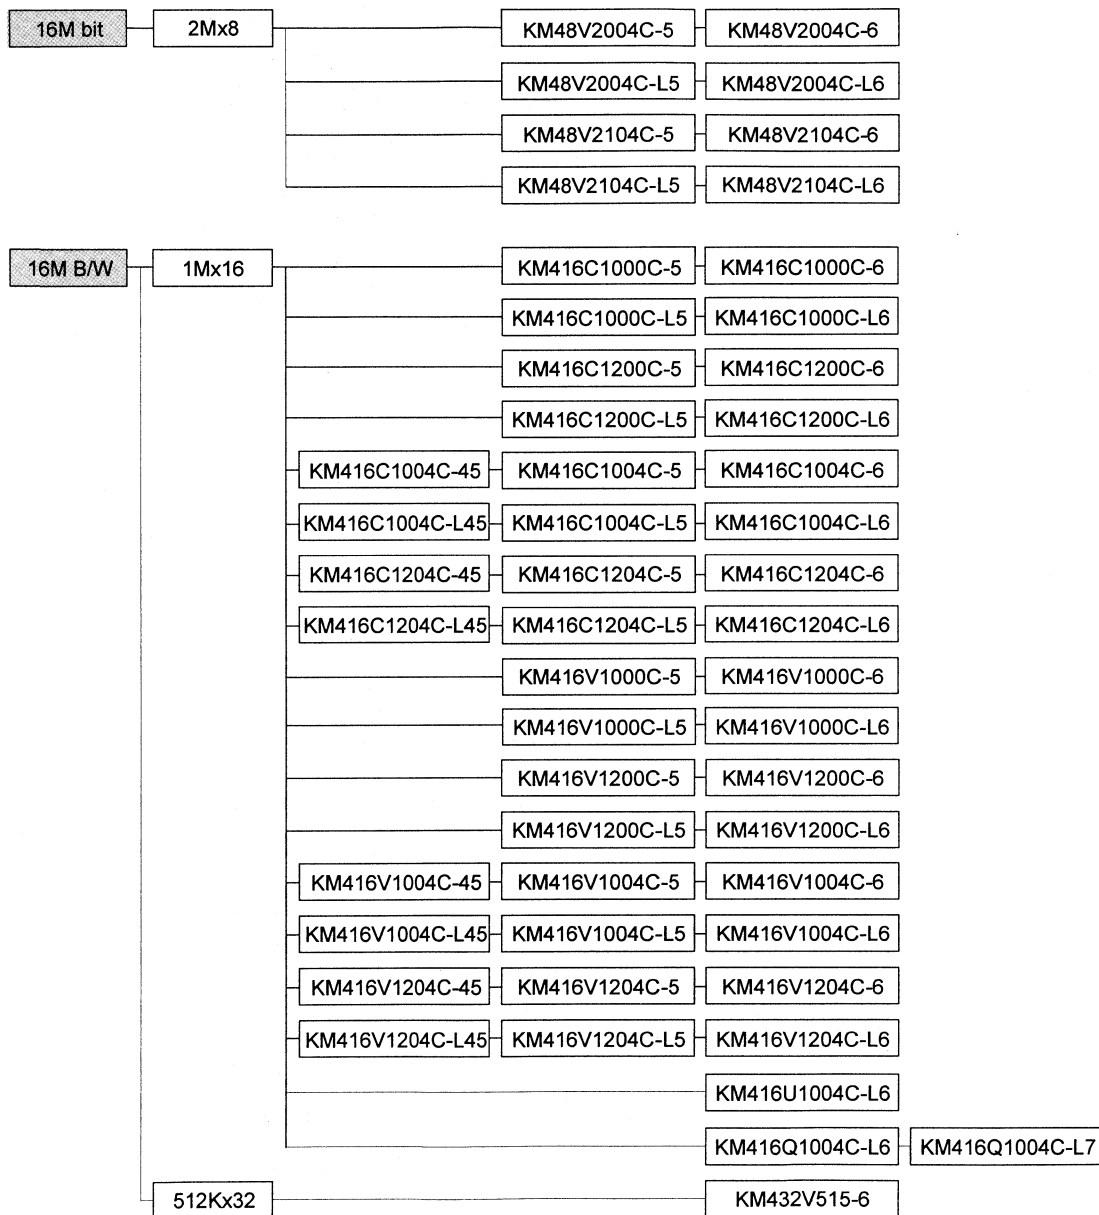 16M bit 2Mx8 KM48V2004C-5 KM48V2004C-6
KM48V2004C-L5 KM48V2004C-L6
KM48V2104C-5 KM48V2104C-6
KM48V2104C-L5 KM48V2104C-L6
16M B/W 1Mx16 KM416C1000C-5 KM416C1000C-6
KM416C1000C-L5 KM416C1000C-L6
KM416C1200C-5 KM416C1200C-6
KM416C1200C-L5 KM416C1200C-L6
KM416C1004C-45 KM416C1004C-5 KM416C1004C-6
KM416C1004C-L45 KM416C1004C-L5 KM416C1004C-L6
KM416C1204C-45 KM416C1204C-5 KM416C1204C-6
KM416C1204C-L45 KM416C1204C-L5 KM416C1204C-L6
KM416V1000C-5 KM416V1000C-6
KM416V1000C-L5 KM416V1000C-L6
KM416V1200C-5 KM416V1200C-6
KM416V1200C-L5 KM416V1200C-L6
KM416V1004C-45 KM416V1004C-5 KM416V1004C-6
KM416V1004C-L45 KM416V1004C-L5 KM416V1004C-L6
KM416V1204C-45 KM416V1204C-5 KM416V1204C-6
KM416V1204C-L45 KM416V1204C-L5 KM416V1204C-L6
KM416U1004C-L6
KM416Q1004C-L6 KM416Q1004C-L7
512Kx32 KM432V515-6